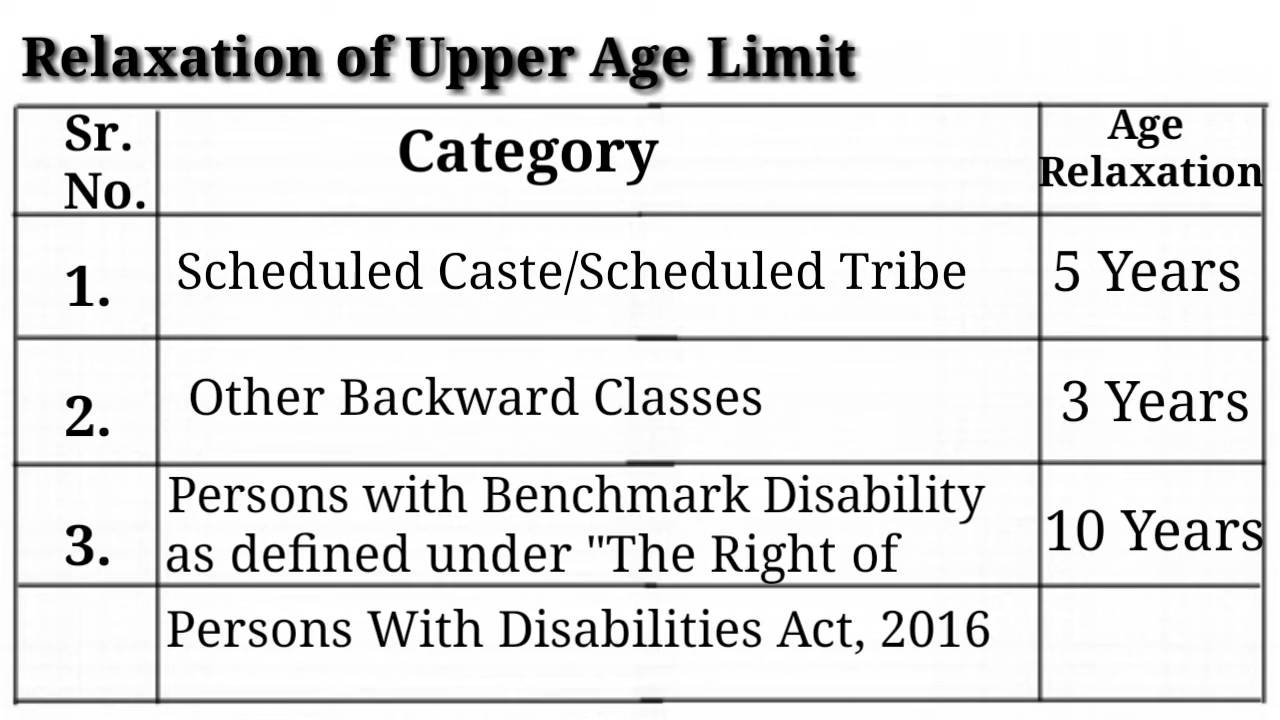 Relaxation of Upper Age Limit
Sr. No.
Category
Age Relaxation
1.
Scheduled Caste/Scheduled Tribe
5 Years
2.
Other Backward Classes
3 Years
3.
Persons with Benchmark Disability
as defined under "The Right of
10 Years
Persons With Disabilities Act, 2016